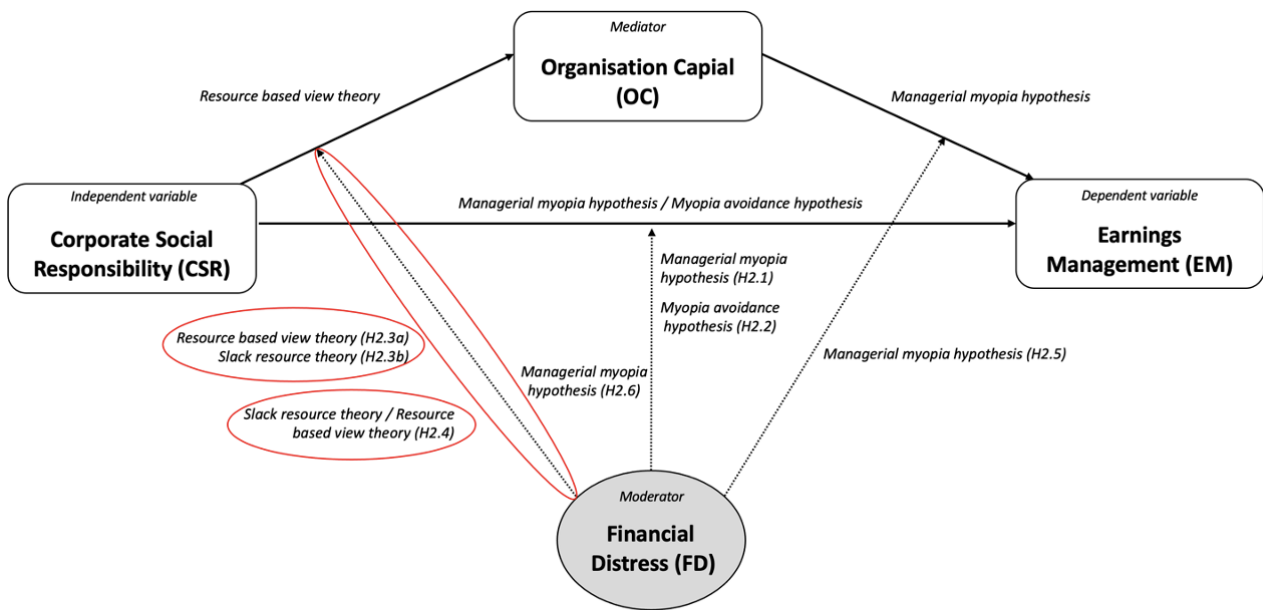 Mediator
Organisation Capial
(OC)
Resource based view theory
Managerial myopia hypothesis
Independent variable
Corporate Social
Responsibility (CSR)
Managerial myopia hypothesis / Myopia avoidance hypothesis
Dependent variable
Earnings
Management (EM)
Managerial myopia
hypothesis (H2.1)
Myopia avoidance
hypothesis (H2.2)
Resource based view theory (H2.3a)
Slack resource theory (H2.3b)
Managerial myopia
hypothesis (H2.6)
Managerial myopia hypothesis (H2.5)
Slack resource theory / Resource
based view theory (H2.4)
Moderator
Financial
Distress (FD)